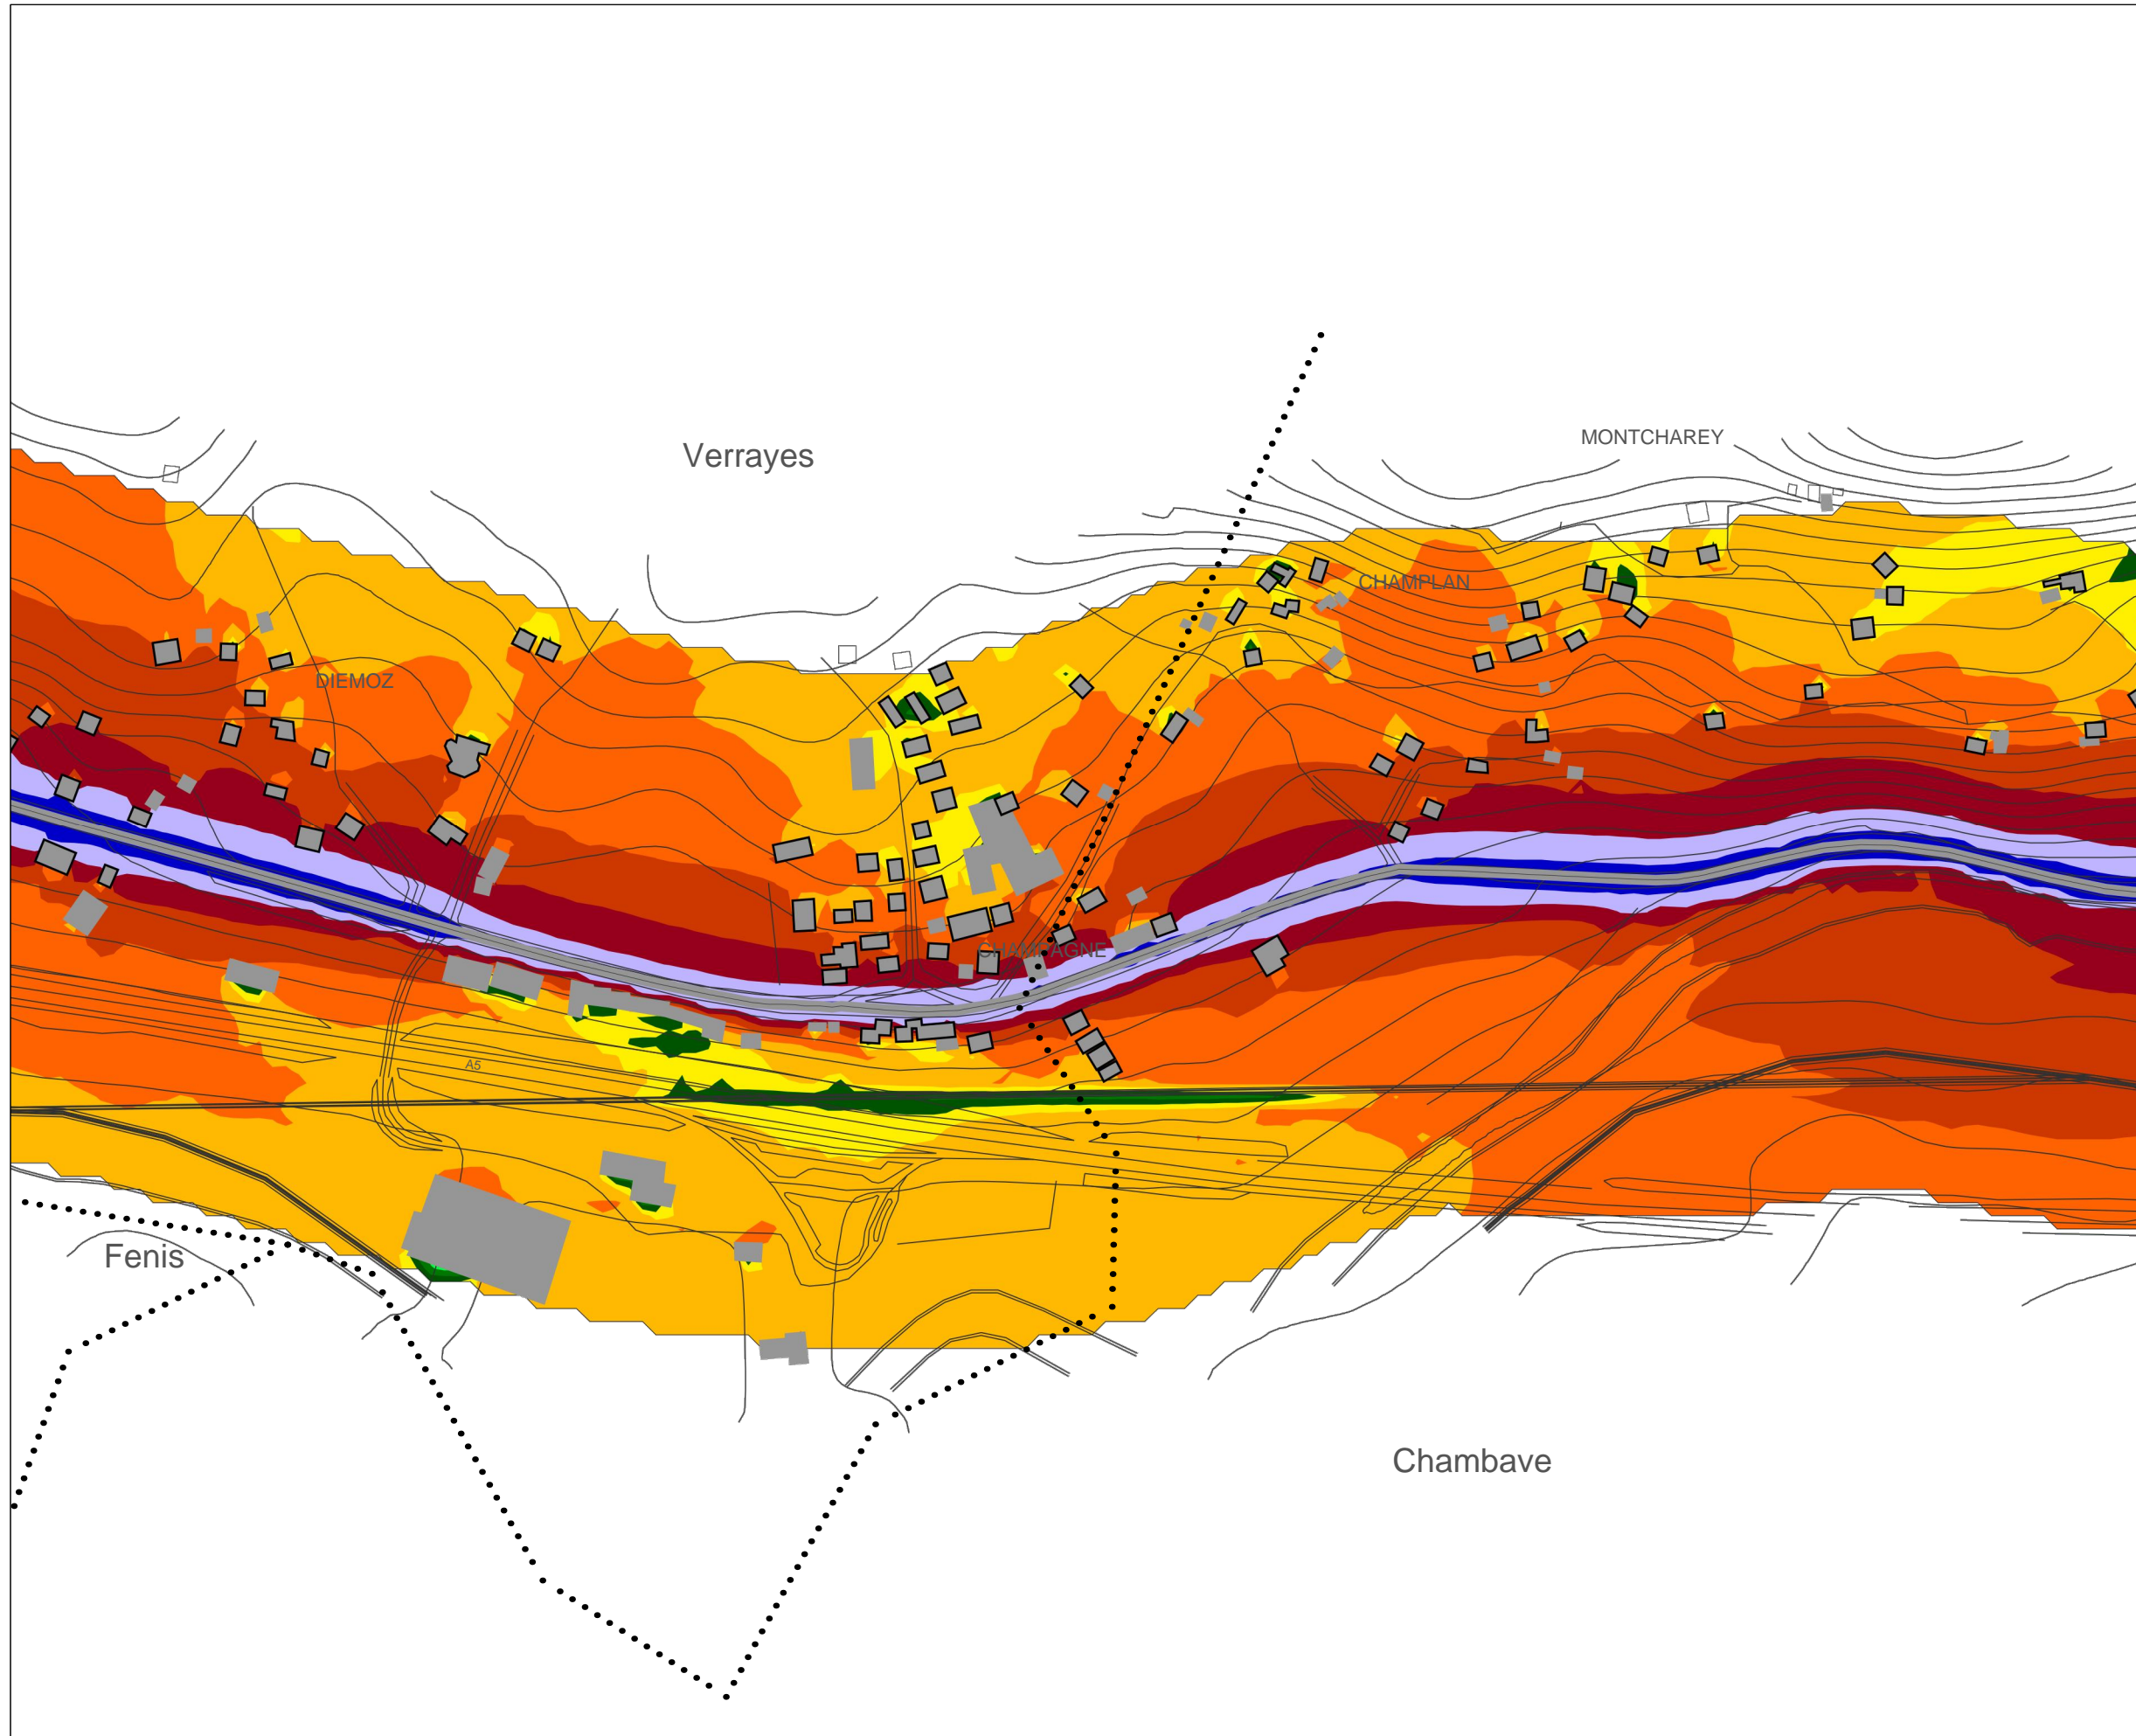 MONTCHAREY
Verrayes
CHAMPLAN
DIEMOZ
CHAMPAGNE
A5
Fenis
Chambave